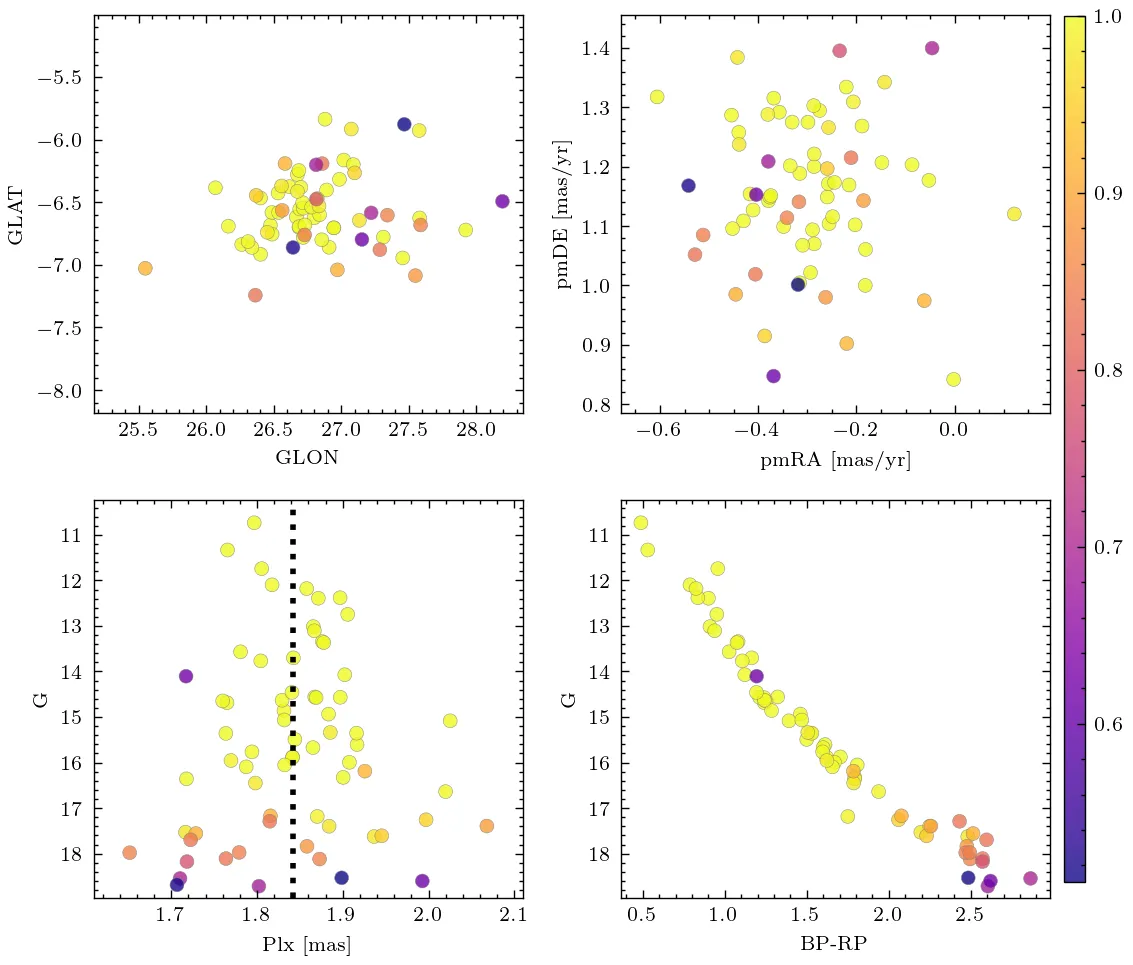 −5.5
−6.0
−6.5
−7.0
−7.5
−8.0
GLAT
25.5 26.0 26.5 27.0 27.5 28.0
GLON
1.4
1.3
1.2
1.1
1.0
0.9
0.8
pmDE [mas/yr]
−0.6 −0.4 −0.2 0.0
pmRA [mas/yr]
1.0
0.9
0.8
0.7
0.6
11
12
13
14
15
16
17
18
G
1.7 1.8 1.9 2.0 2.1
Plx [mas]
11
12
13
14
15
16
17
18
G
0.5 1.0 1.5 2.0 2.5
BP-RP